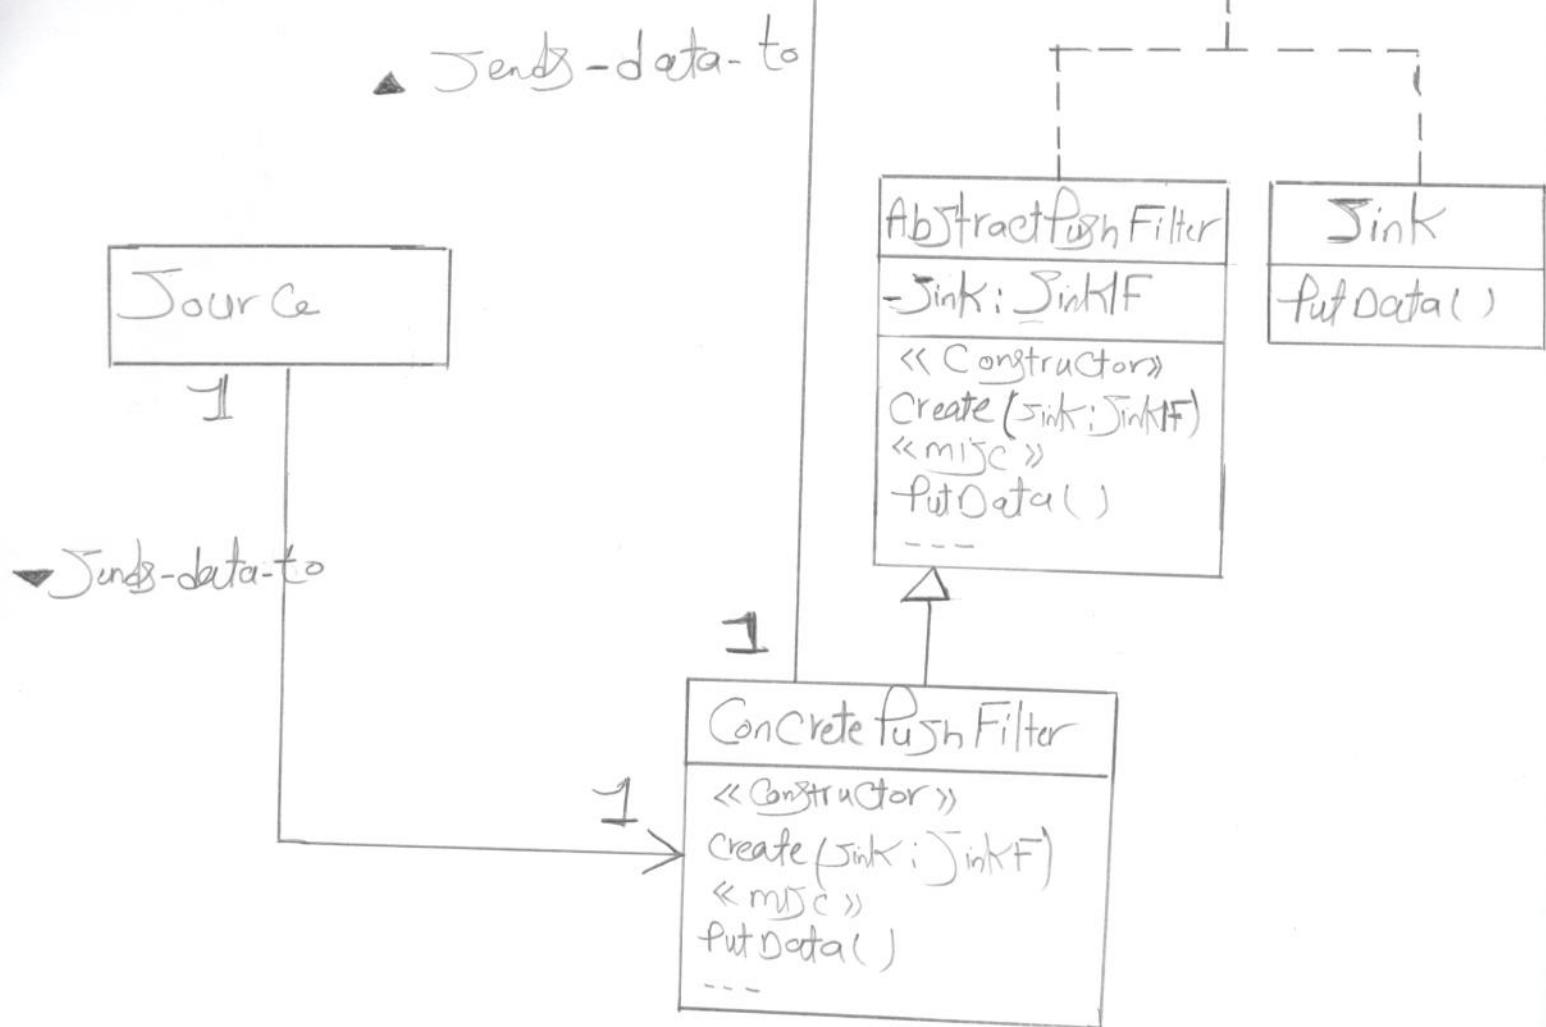 Sends-data-to
AbstractPushFilter
-Sink: SinkIF
<<Constructor>>
Create(sink:SinkIF)
<<misc>>
PutData()
---
Sink
PutData()
Source
1
Sends-data-to
1
1
ConcretePushFilter
<<Constructor>>
Create(sink:SinkF)
<<misc>>
PutData()
---